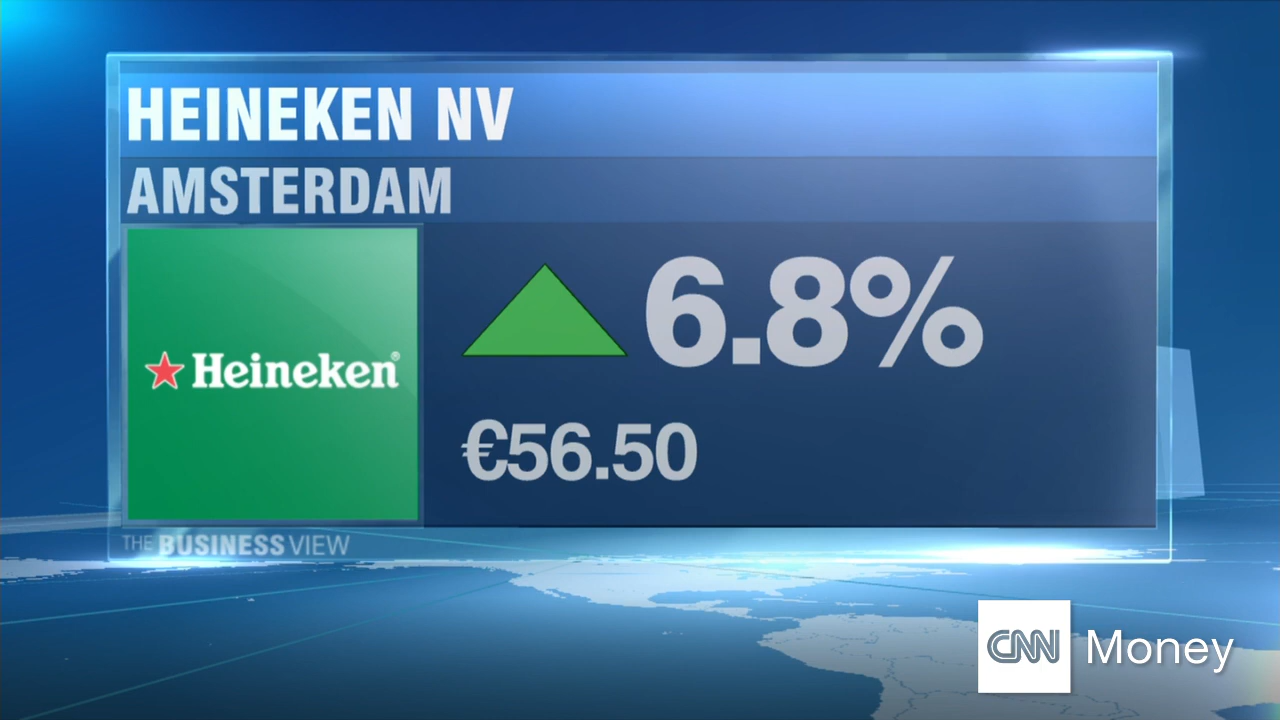 HEINEKEN NV
AMSTERDAM
Heineken®
6.8%
€56.50
THE BUSINESS VIEW
CNN Money